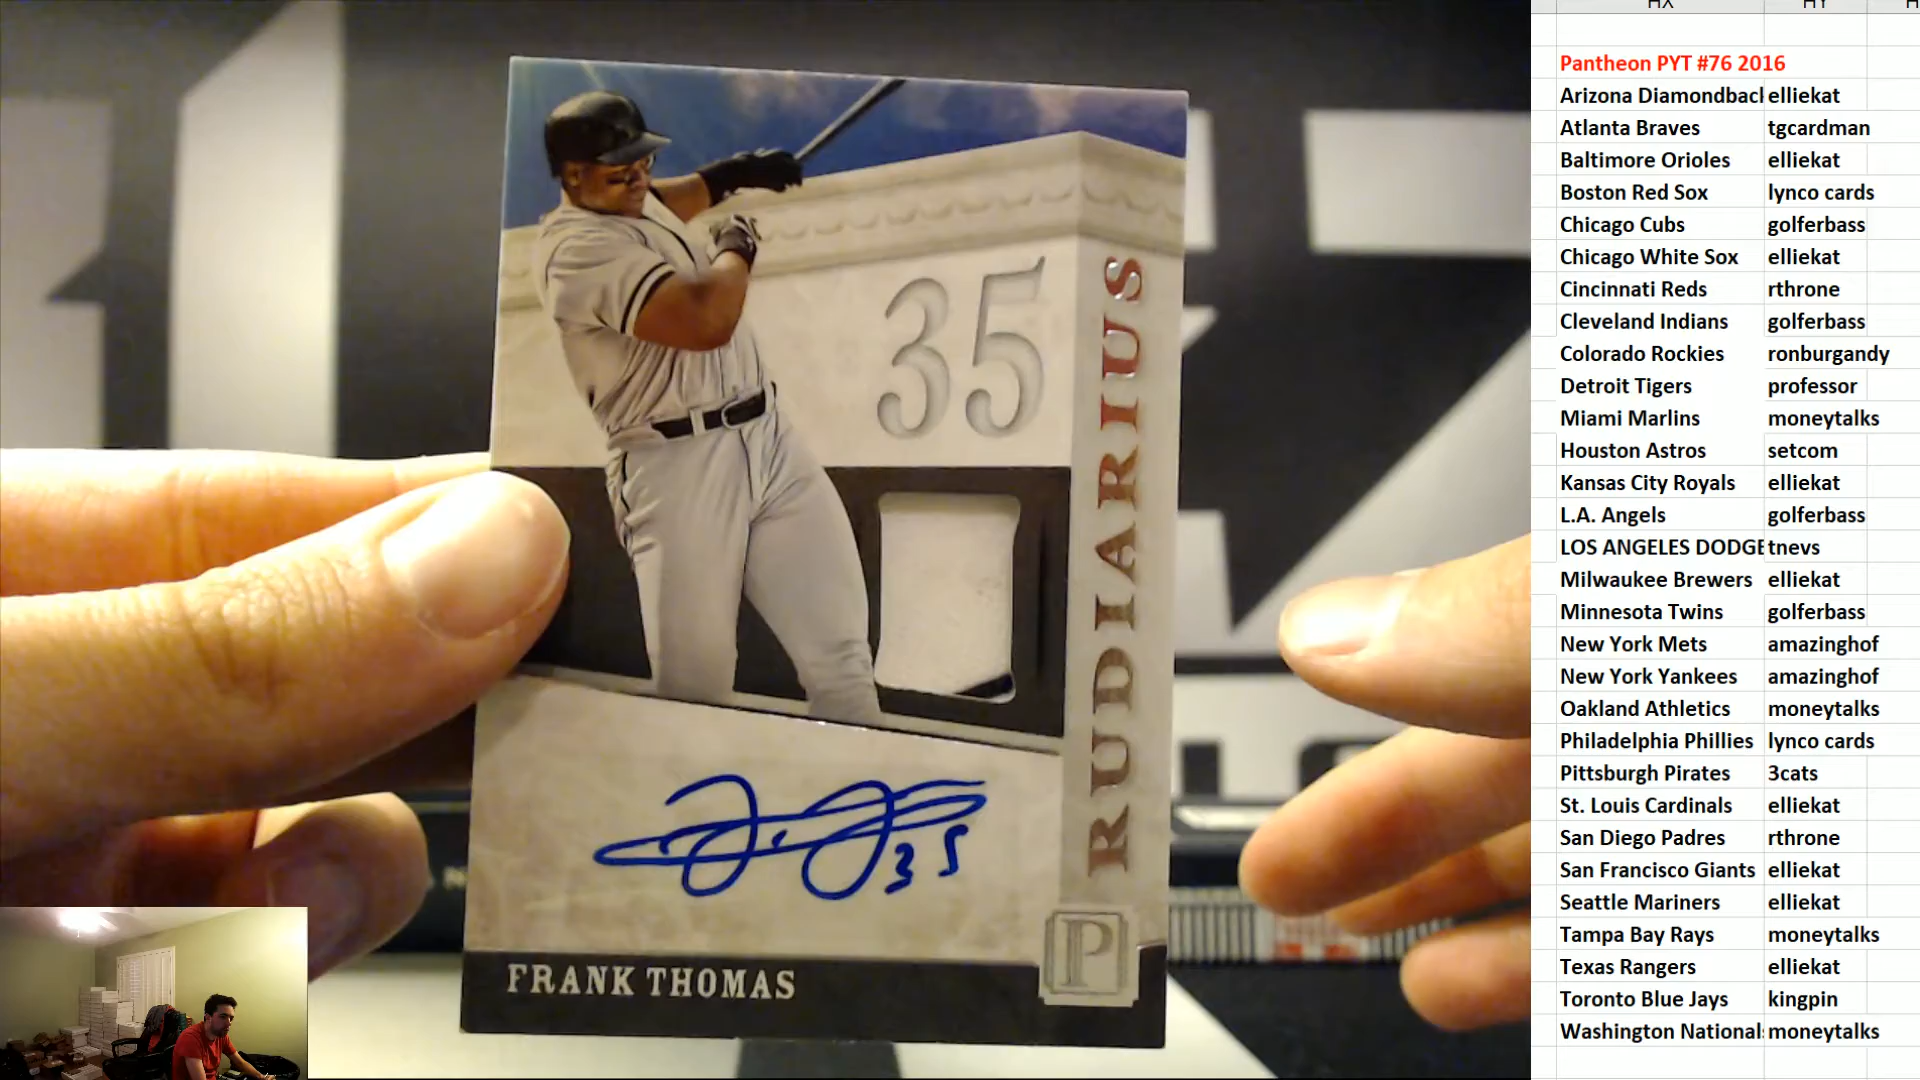 35
RUDIARIUS
35
P
FRANK THOMAS
HX HY
Pantheon PYT #76 2016
Arizona Diamondback elliekat
Atlanta Braves tgcardman
Baltimore Orioles elliekat
Boston Red Sox lynco cards
Chicago Cubs golferbass
Chicago White Sox elliekat
Cincinnati Reds rthrone
Cleveland Indians golferbass
Colorado Rockies ronburgandy
Detroit Tigers professor
Miami Marlins moneytalks
Houston Astros setcom
Kansas City Royals elliekat
L.A. Angels golferbass
LOS ANGELES DODGE tnevs
Milwaukee Brewers elliekat
Minnesota Twins golferbass
New York Mets amazinghof
New York Yankees amazinghof
Oakland Athletics moneytalks
Philadelphia Phillies lynco cards
Pittsburgh Pirates 3cats
St. Louis Cardinals elliekat
San Diego Padres rthrone
San Francisco Giants elliekat
Seattle Mariners elliekat
Tampa Bay Rays moneytalks
Texas Rangers elliekat
Toronto Blue Jays kingpin
Washington Nationals moneytalks